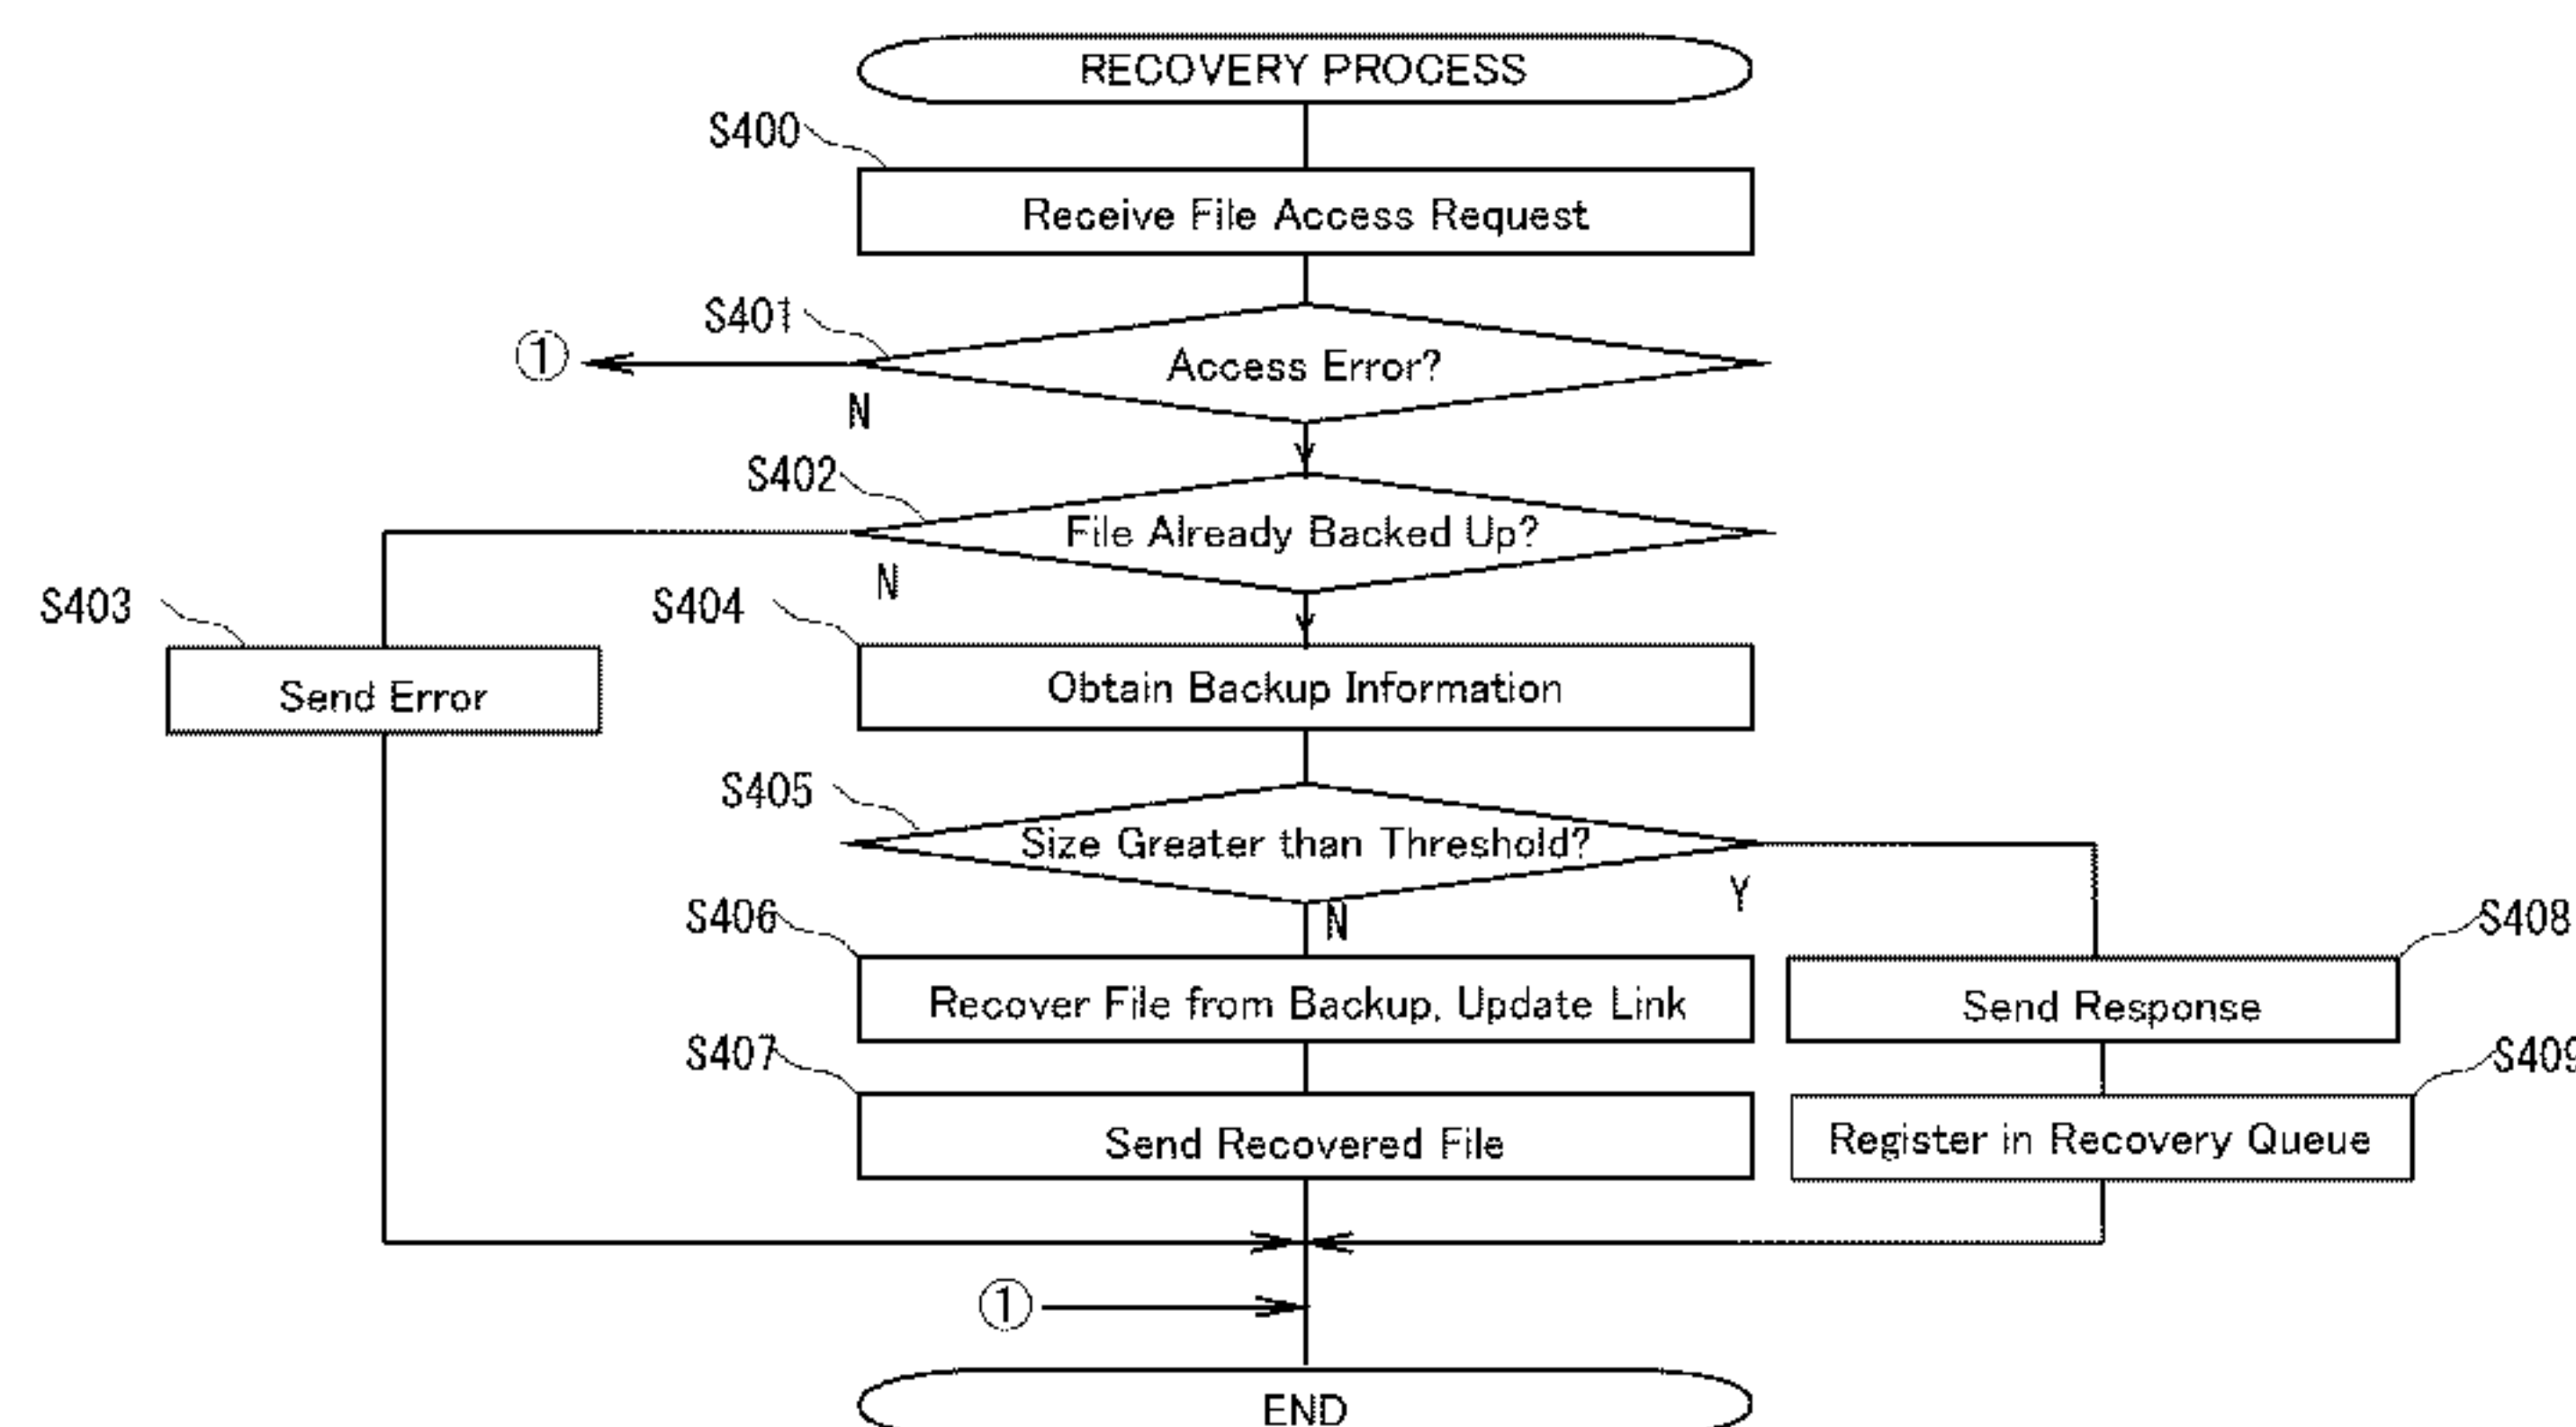 RECOVERY PROCESS
S400
Receive File Access Request
S401
①
Access Error?
N
S402
File Already Backed Up?
N
S403
S404
Send Error
Obtain Backup Information
S405
Size Greater than Threshold?
Y
N
S406
S408
Recover File from Backup, Update Link
Send Response
S407
S409
Send Recovered File
Register in Recovery Queue
①
END